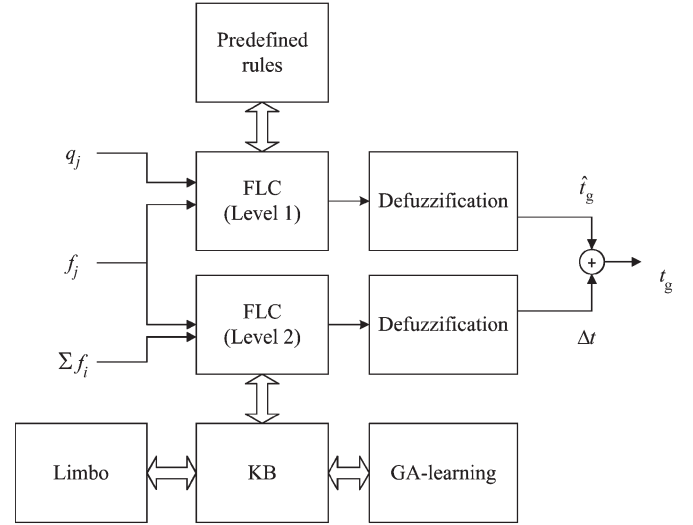 Predefined
rules
q_j
FLC
(Level 1)
Defuzzification
t̂_g
f_j
+
t_g
FLC
(Level 2)
Defuzzification
Σf_i
Δt
Limbo
KB
GA-learning